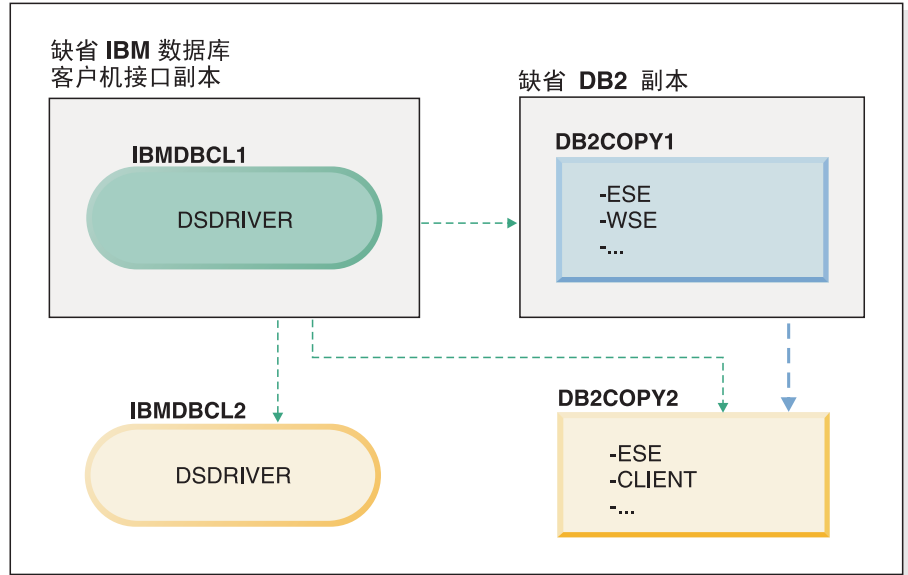 缺省 IBM 数据库
客户机接口副本
IBMDBCL1
DSDRIVER
缺省 DB2 副本
DB2COPY1
-ESE
-WSE
-...
IBMDBCL2
DSDRIVER
DB2COPY2
-ESE
-CLIENT
-...